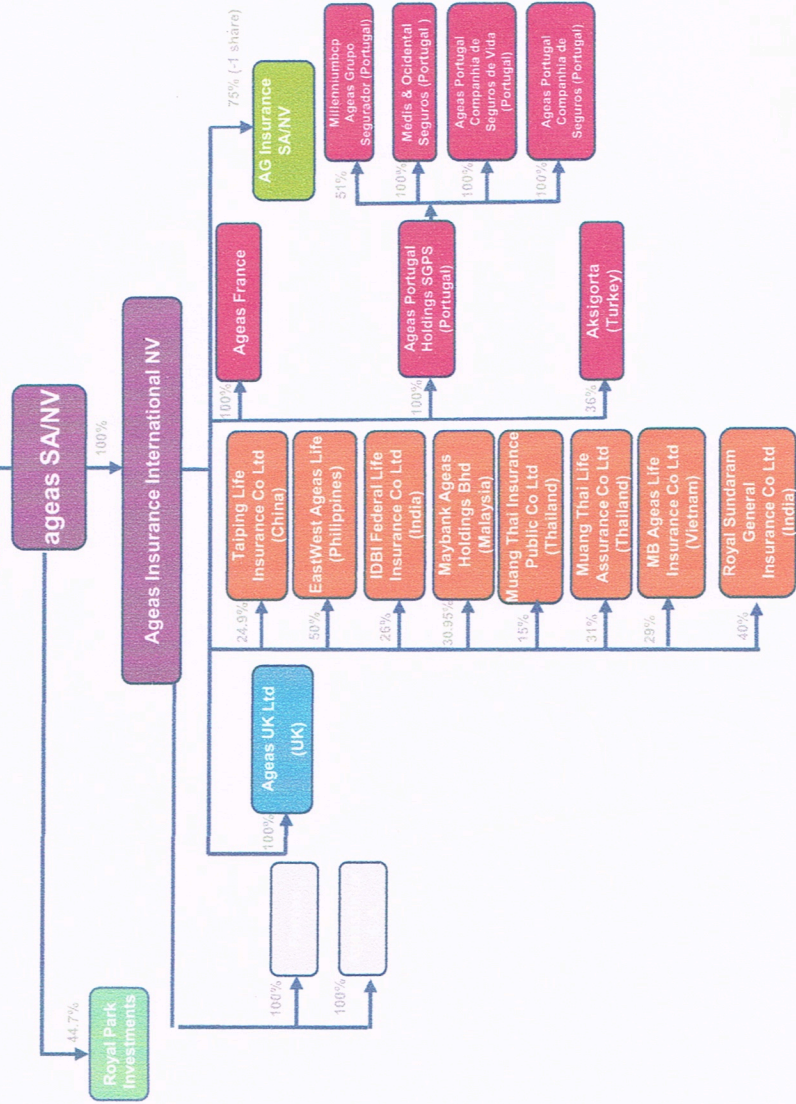 ageas SA/NV
44.7%
Royal Park
Investments
100%
Ageas Insurance International NV
100%
100%
100%
Ageas UK Ltd
(UK)
24.9%
Taiping Life
Insurance Co Ltd
(China)
50%
EastWest Ageas Life
(Philippines)
26%
IDBI Federal Life
Insurance Co Ltd
(India)
30.95%
Maybank Ageas
Holdings Bhd
(Malaysia)
15%
Muang Thai Insurance
Public Co Ltd
(Thailand)
31%
Muang Thai Life
Assurance Co Ltd
(Thailand)
29%
MB Ageas Life
Insurance Co Ltd
(Vietnam)
40%
Royal Sundaram
General
Insurance Co Ltd
(India)
100%
Ageas France
100%
Ageas Portugal
Holdings SGPS
(Portugal)
36%
Aksigorta
(Turkey)
75% (-1 share)
AG Insurance
SA/NV
51%
Millenniumbcp
Ageas Grupo
Segurador (Portugal)
100%
Médis & Ocidental
Seguros (Portugal )
100%
Ageas Portugal
Companhia de
Seguros de Vida
(Portugal)
100%
Ageas Portugal
Companhia de
Seguros (Portugal)